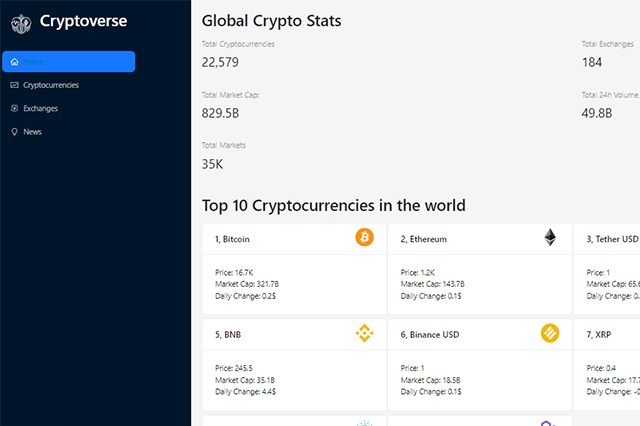 Cryptoverse
Home
Cryptocurrencies
Exchanges
News
Global Crypto Stats
Total Cryptocurrencies
22,579
Total Exchanges
184
Total Market Cap:
829.5B
Total 24h Volume
49.8B
Total Markets
35K
Top 10 Cryptocurrencies in the world
1, Bitcoin
Price: 16.7K
Market Cap: 321.7B
Daily Change: 0.2$
2, Ethereum
Price: 1.2K
Market Cap: 143.7B
Daily Change: 0.1$
3, Tether USD
Price: 1
Market Cap: 65.6
Daily Change: 0.
5, BNB
Price: 245.5
Market Cap: 35.1B
Daily Change: 4.4$
6, Binance USD
Price: 1
Market Cap: 18.5B
Daily Change: 0.1$
7, XRP
Price: 0.4
Market Cap: 17.7
Daily Change: -0